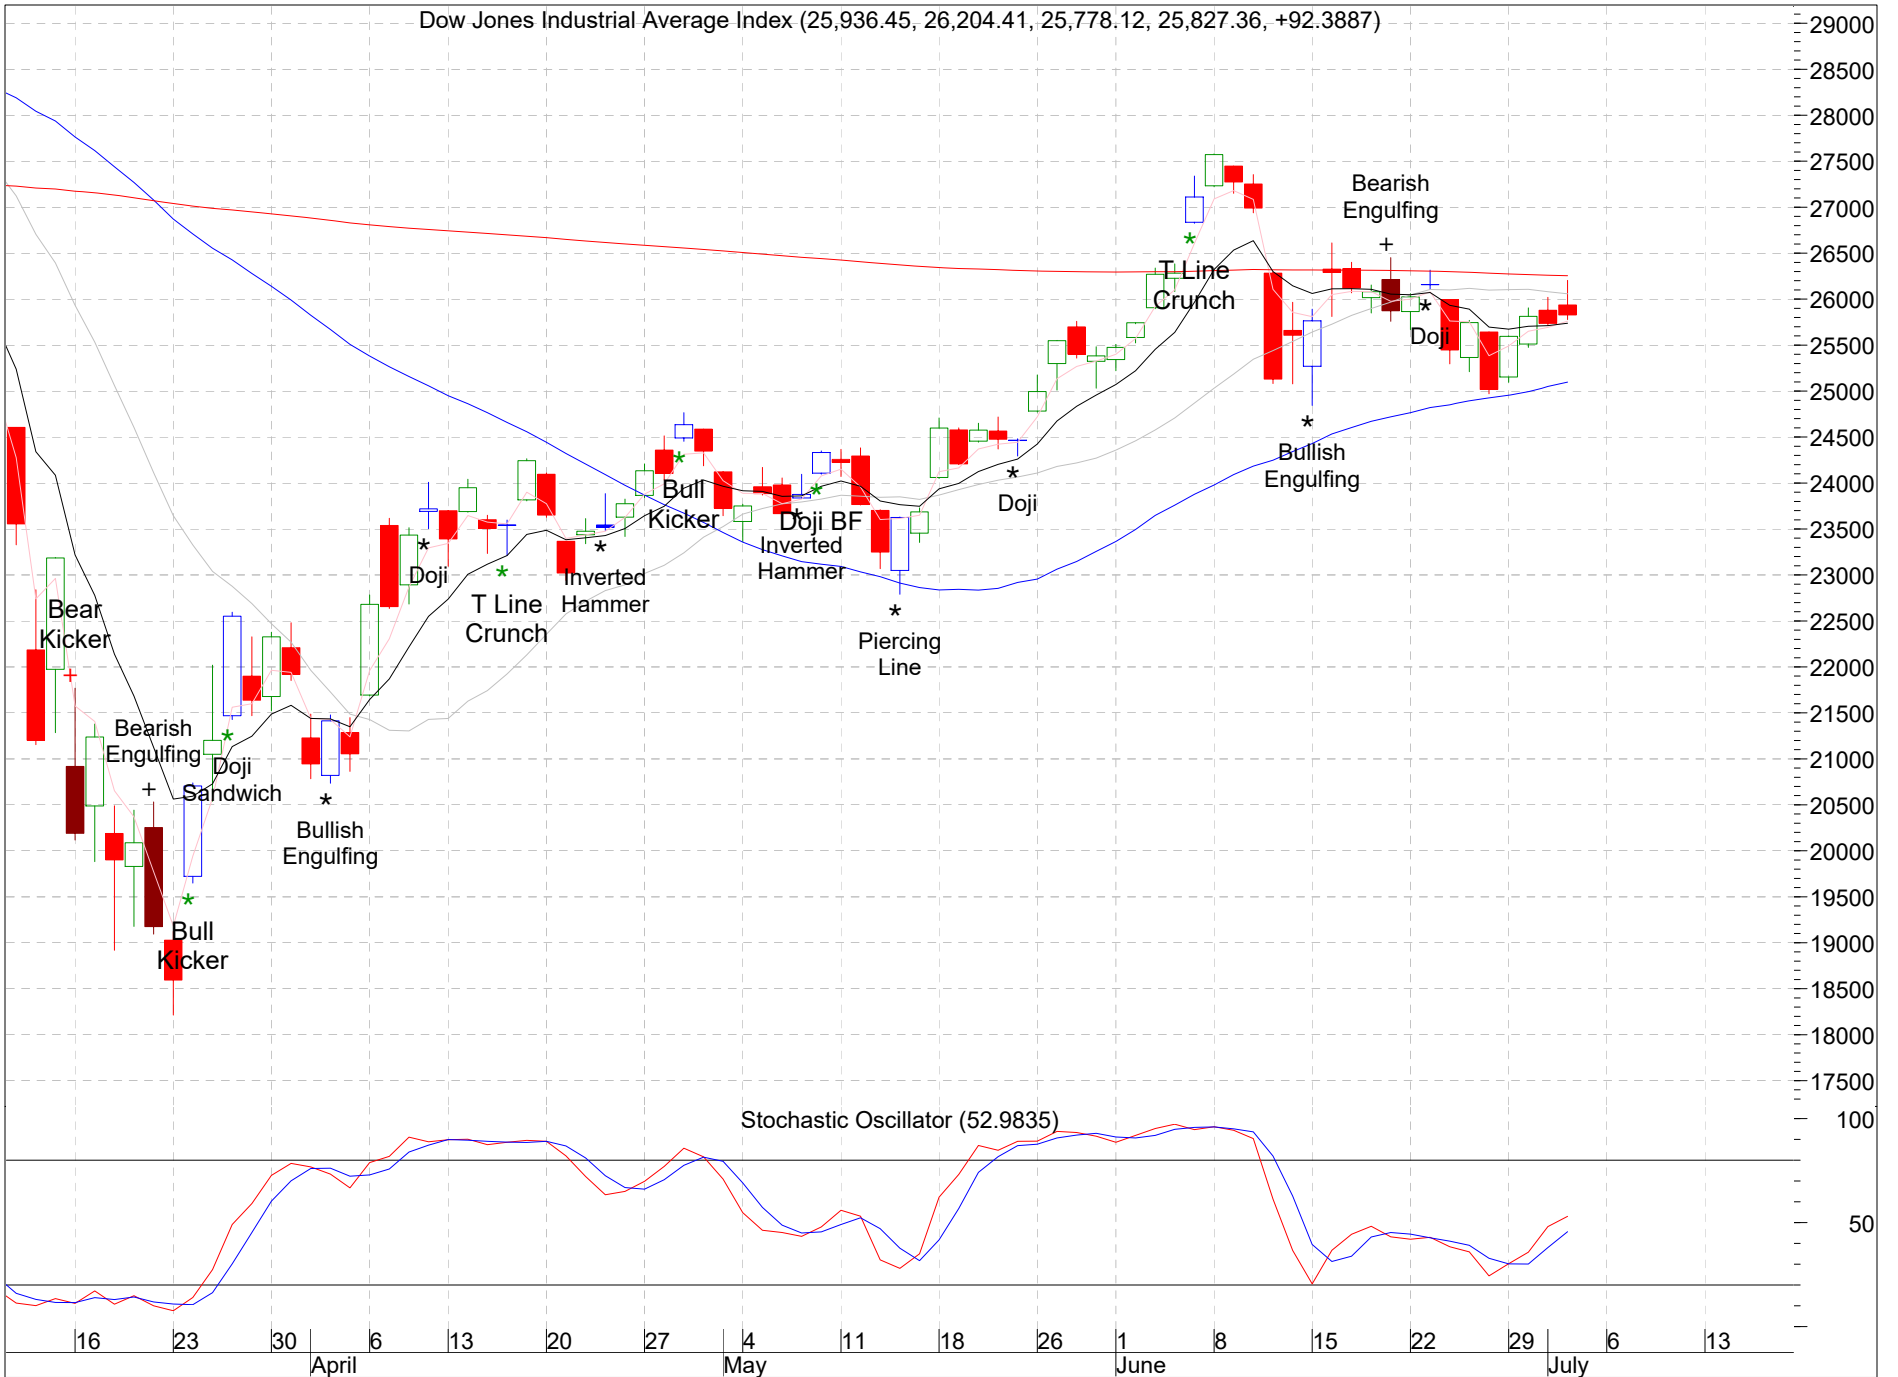 Dow Jones Industrial Average Index (25,936.45, 26,204.41, 25,778.12, 25,827.36, +92.3887)
29000
28500
28000
27500
27000
26500
26000
25500
25000
24500
24000
23500
23000
22500
22000
21500
21000
20500
20000
19500
19000
18500
18000
17500
Bear
Kicker
Bearish
Engulfing
Bull
Kicker
Doji
Sandwich
Bullish
Engulfing
Doji
T Line
Crunch
Inverted
Hammer
Bull
Kicker
Doji BF
Inverted
Hammer
Piercing
Line
Doji
T Line
Crunch
Bullish
Engulfing
Bearish
Engulfing
Doji
Stochastic Oscillator (52.9835)
100
50
16 23 30 6 13 20 27 4 11 18 26 1 8 15 22 29 6 13
April May June July